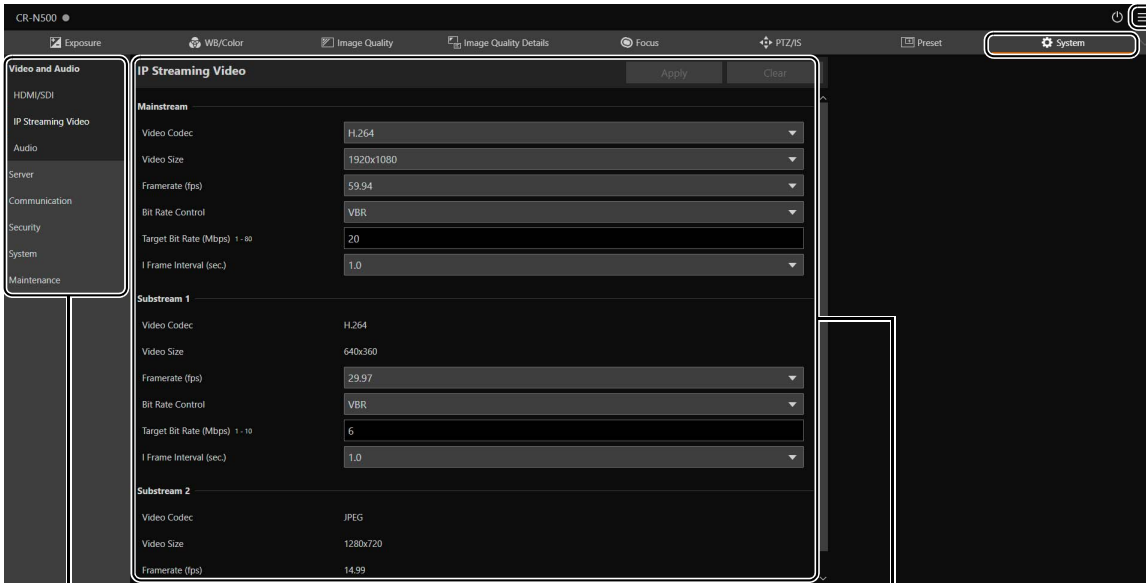 CR-N500
Exposure WB/Color Image Quality Image Quality Details Focus PTZ/IS Preset System
Video and Audio
HDMI/SDI
IP Streaming Video
Audio
Server
Communication
Security
System
Maintenance
IP Streaming Video Apply Clear
Mainstream
Video Codec H.264
Video Size 1920x1080
Framerate (fps) 59.94
Bit Rate Control VBR
Target Bit Rate (Mbps) 1 - 80 20
I Frame Interval (sec.) 1.0
Substream 1
Video Codec H.264
Video Size 640x360
Framerate (fps) 29.97
Bit Rate Control VBR
Target Bit Rate (Mbps) 1 - 10 6
I Frame Interval (sec.) 1.0
Substream 2
Video Codec JPEG
Video Size 1280x720
Framerate (fps) 14.99